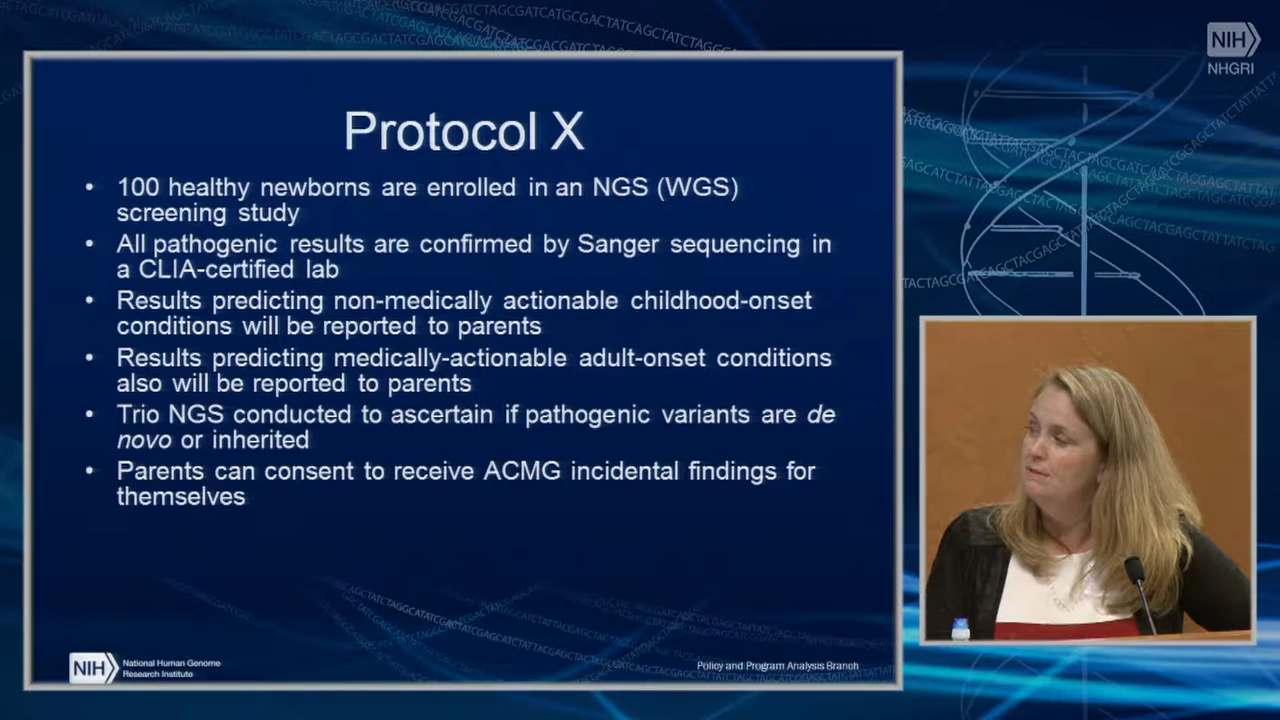 NIH
NHGRI
Protocol X
• 100 healthy newborns are enrolled in an NGS (WGS)
screening study
• All pathogenic results are confirmed by Sanger sequencing in
a CLIA-certified lab
• Results predicting non-medically actionable childhood-onset
conditions will be reported to parents
• Results predicting medically-actionable adult-onset conditions
also will be reported to parents
• Trio NGS conducted to ascertain if pathogenic variants are de
novo or inherited
• Parents can consent to receive ACMG incidental findings for
themselves
NIH
National Human Genome
Research Institute
Policy and Program Analysis Branch